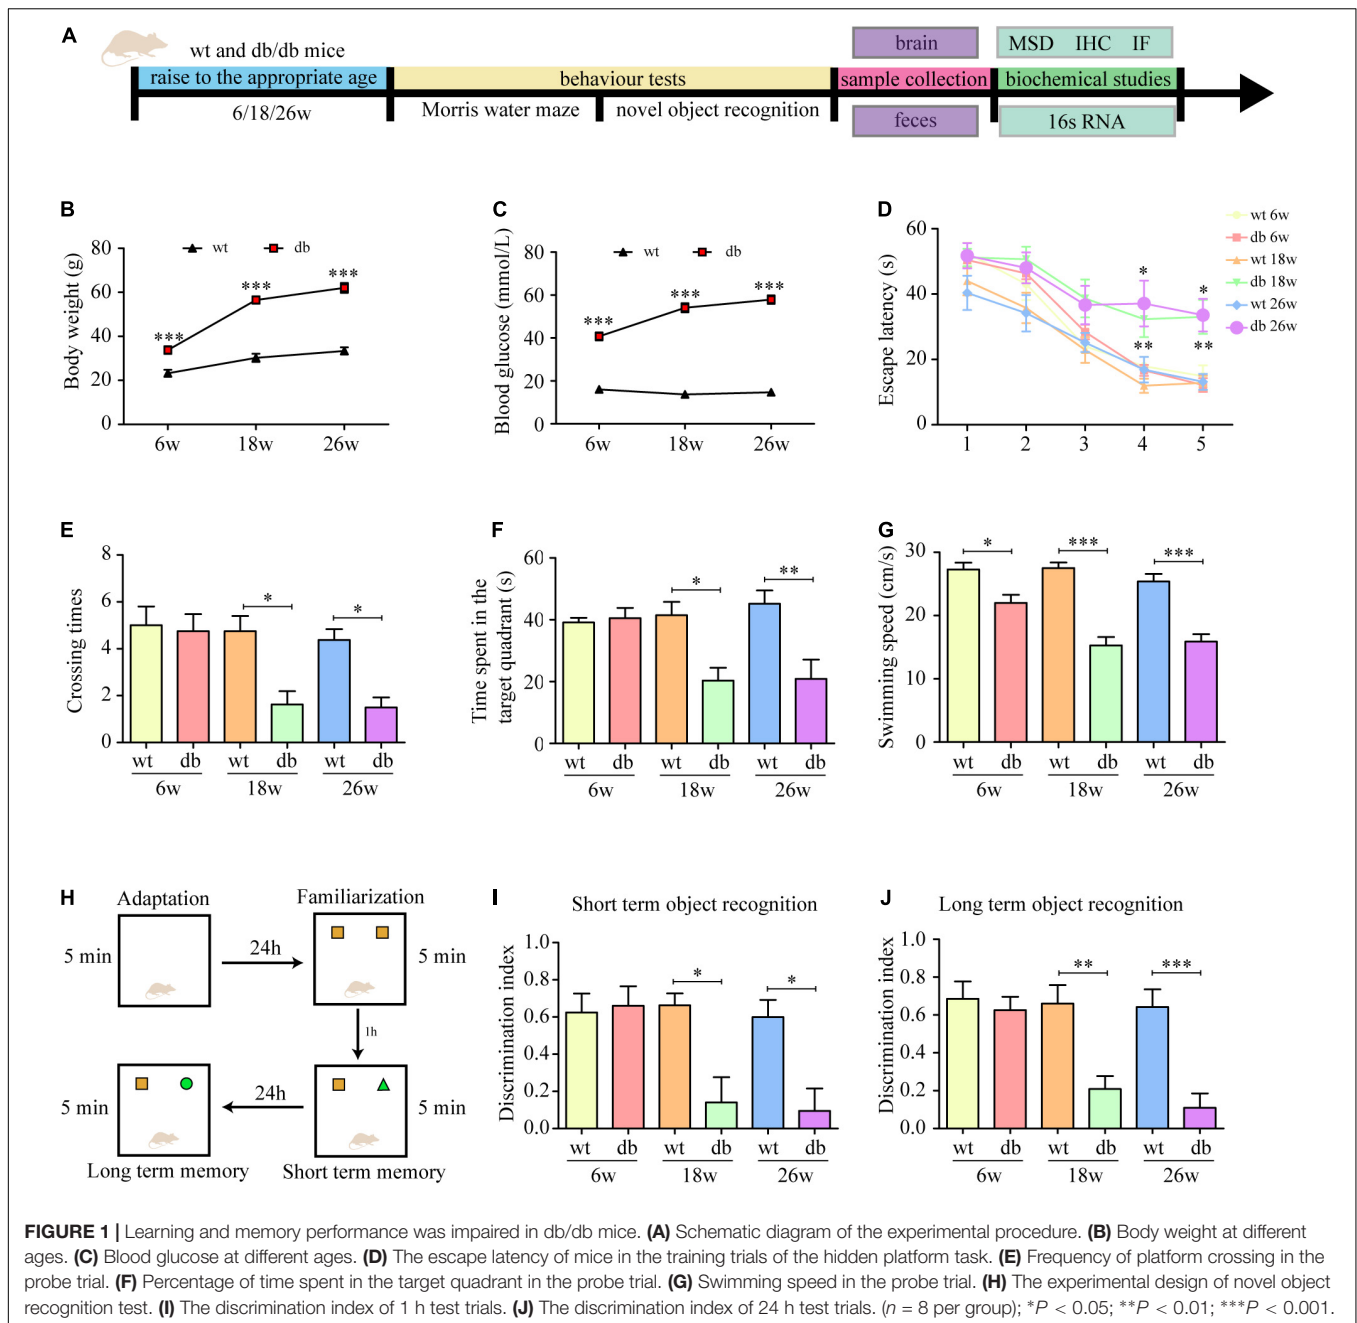 A
wt and db/db mice
raise to the appropriate age
6/18/26w
behaviour tests
Morris water maze
novel object recognition
brain
sample collection
feces
MSD IHC IF
biochemical studies
16s RNA
B
wt
db
Body weight (g)
80
60
40
20
0
***
***
***
6w
18w
26w
C
wt
db
Blood glucose (mmol/L)
80
60
40
20
0
***
***
***
6w
18w
26w
D
Escape latency (s)
60
40
20
0
*
*
**
**
1
2
3
4
5
wt 6w
db 6w
wt 18w
db 18w
wt 26w
db 26w
E
Crossing times
8
6
4
2
0
*
*
wt db wt db wt db
6w 18w 26w
F
Time spent in the
target quadrant (s)
60
40
20
0
*
**
wt db wt db wt db
6w 18w 26w
G
Swimming speed (cm/s)
30
20
10
0
*
***
***
wt db wt db wt db
6w 18w 26w
H
Adaptation
5 min
24h
Familiarization
5 min
1h
5 min
Short term memory
24h
5 min
Long term memory
I
Short term object recognition
Discrimination index
1.0
0.8
0.6
0.4
0.2
0.0
*
*
wt db wt db wt db
6w 18w 26w
J
Long term object recognition
Discrimination index
1.0
0.8
0.6
0.4
0.2
0.0
**
***
wt db wt db wt db
6w 18w 26w
FIGURE 1 | Learning and memory performance was impaired in db/db mice. (A) Schematic diagram of the experimental procedure. (B) Body weight at different
ages. (C) Blood glucose at different ages. (D) The escape latency of mice in the training trials of the hidden platform task. (E) Frequency of platform crossing in the
probe trial. (F) Percentage of time spent in the target quadrant in the probe trial. (G) Swimming speed in the probe trial. (H) The experimental design of novel object
recognition test. (I) The discrimination index of 1 h test trials. (J) The discrimination index of 24 h test trials. (n = 8 per group); *P < 0.05; **P < 0.01; ***P < 0.001.